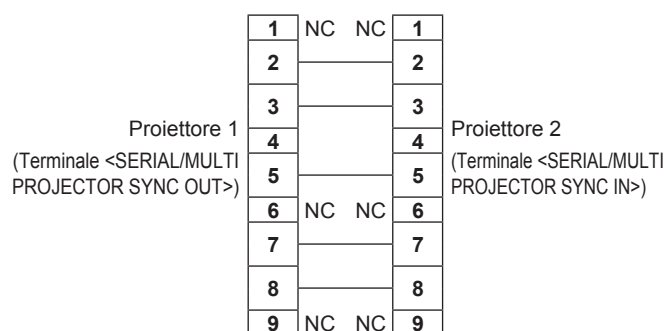 1 NC NC 1
2 2
3 3
Proiettore 1
(Terminale <SERIAL/MULTI
PROJECTOR SYNC OUT>)
4 4
5 5
Proiettore 2
(Terminale <SERIAL/MULTI
PROJECTOR SYNC IN>)
6 NC NC 6
7 7
8 8
9 NC NC 9